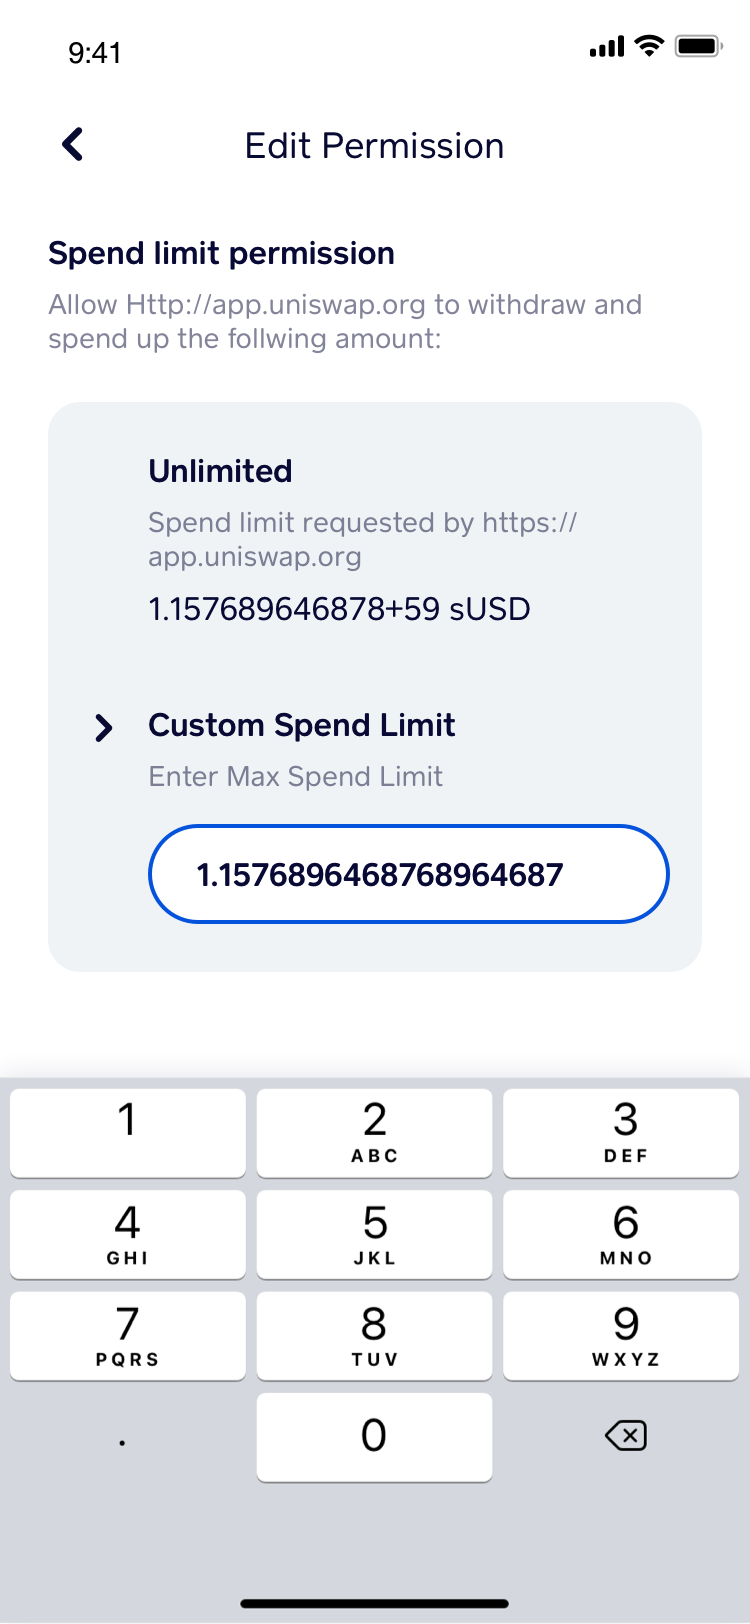 9:41
Edit Permission
Spend limit permission
Allow Http://app.uniswap.org to withdraw and
spend up the follwing amount:
Unlimited
Spend limit requested by https://
app.uniswap.org
1.157689646878+59 sUSD
Custom Spend Limit
Enter Max Spend Limit
1.1576896468768964687
1 2 3
ABC DEF
4 5 6
GHI JKL MNO
7 8 9
PQRS TUV WXYZ
. 0